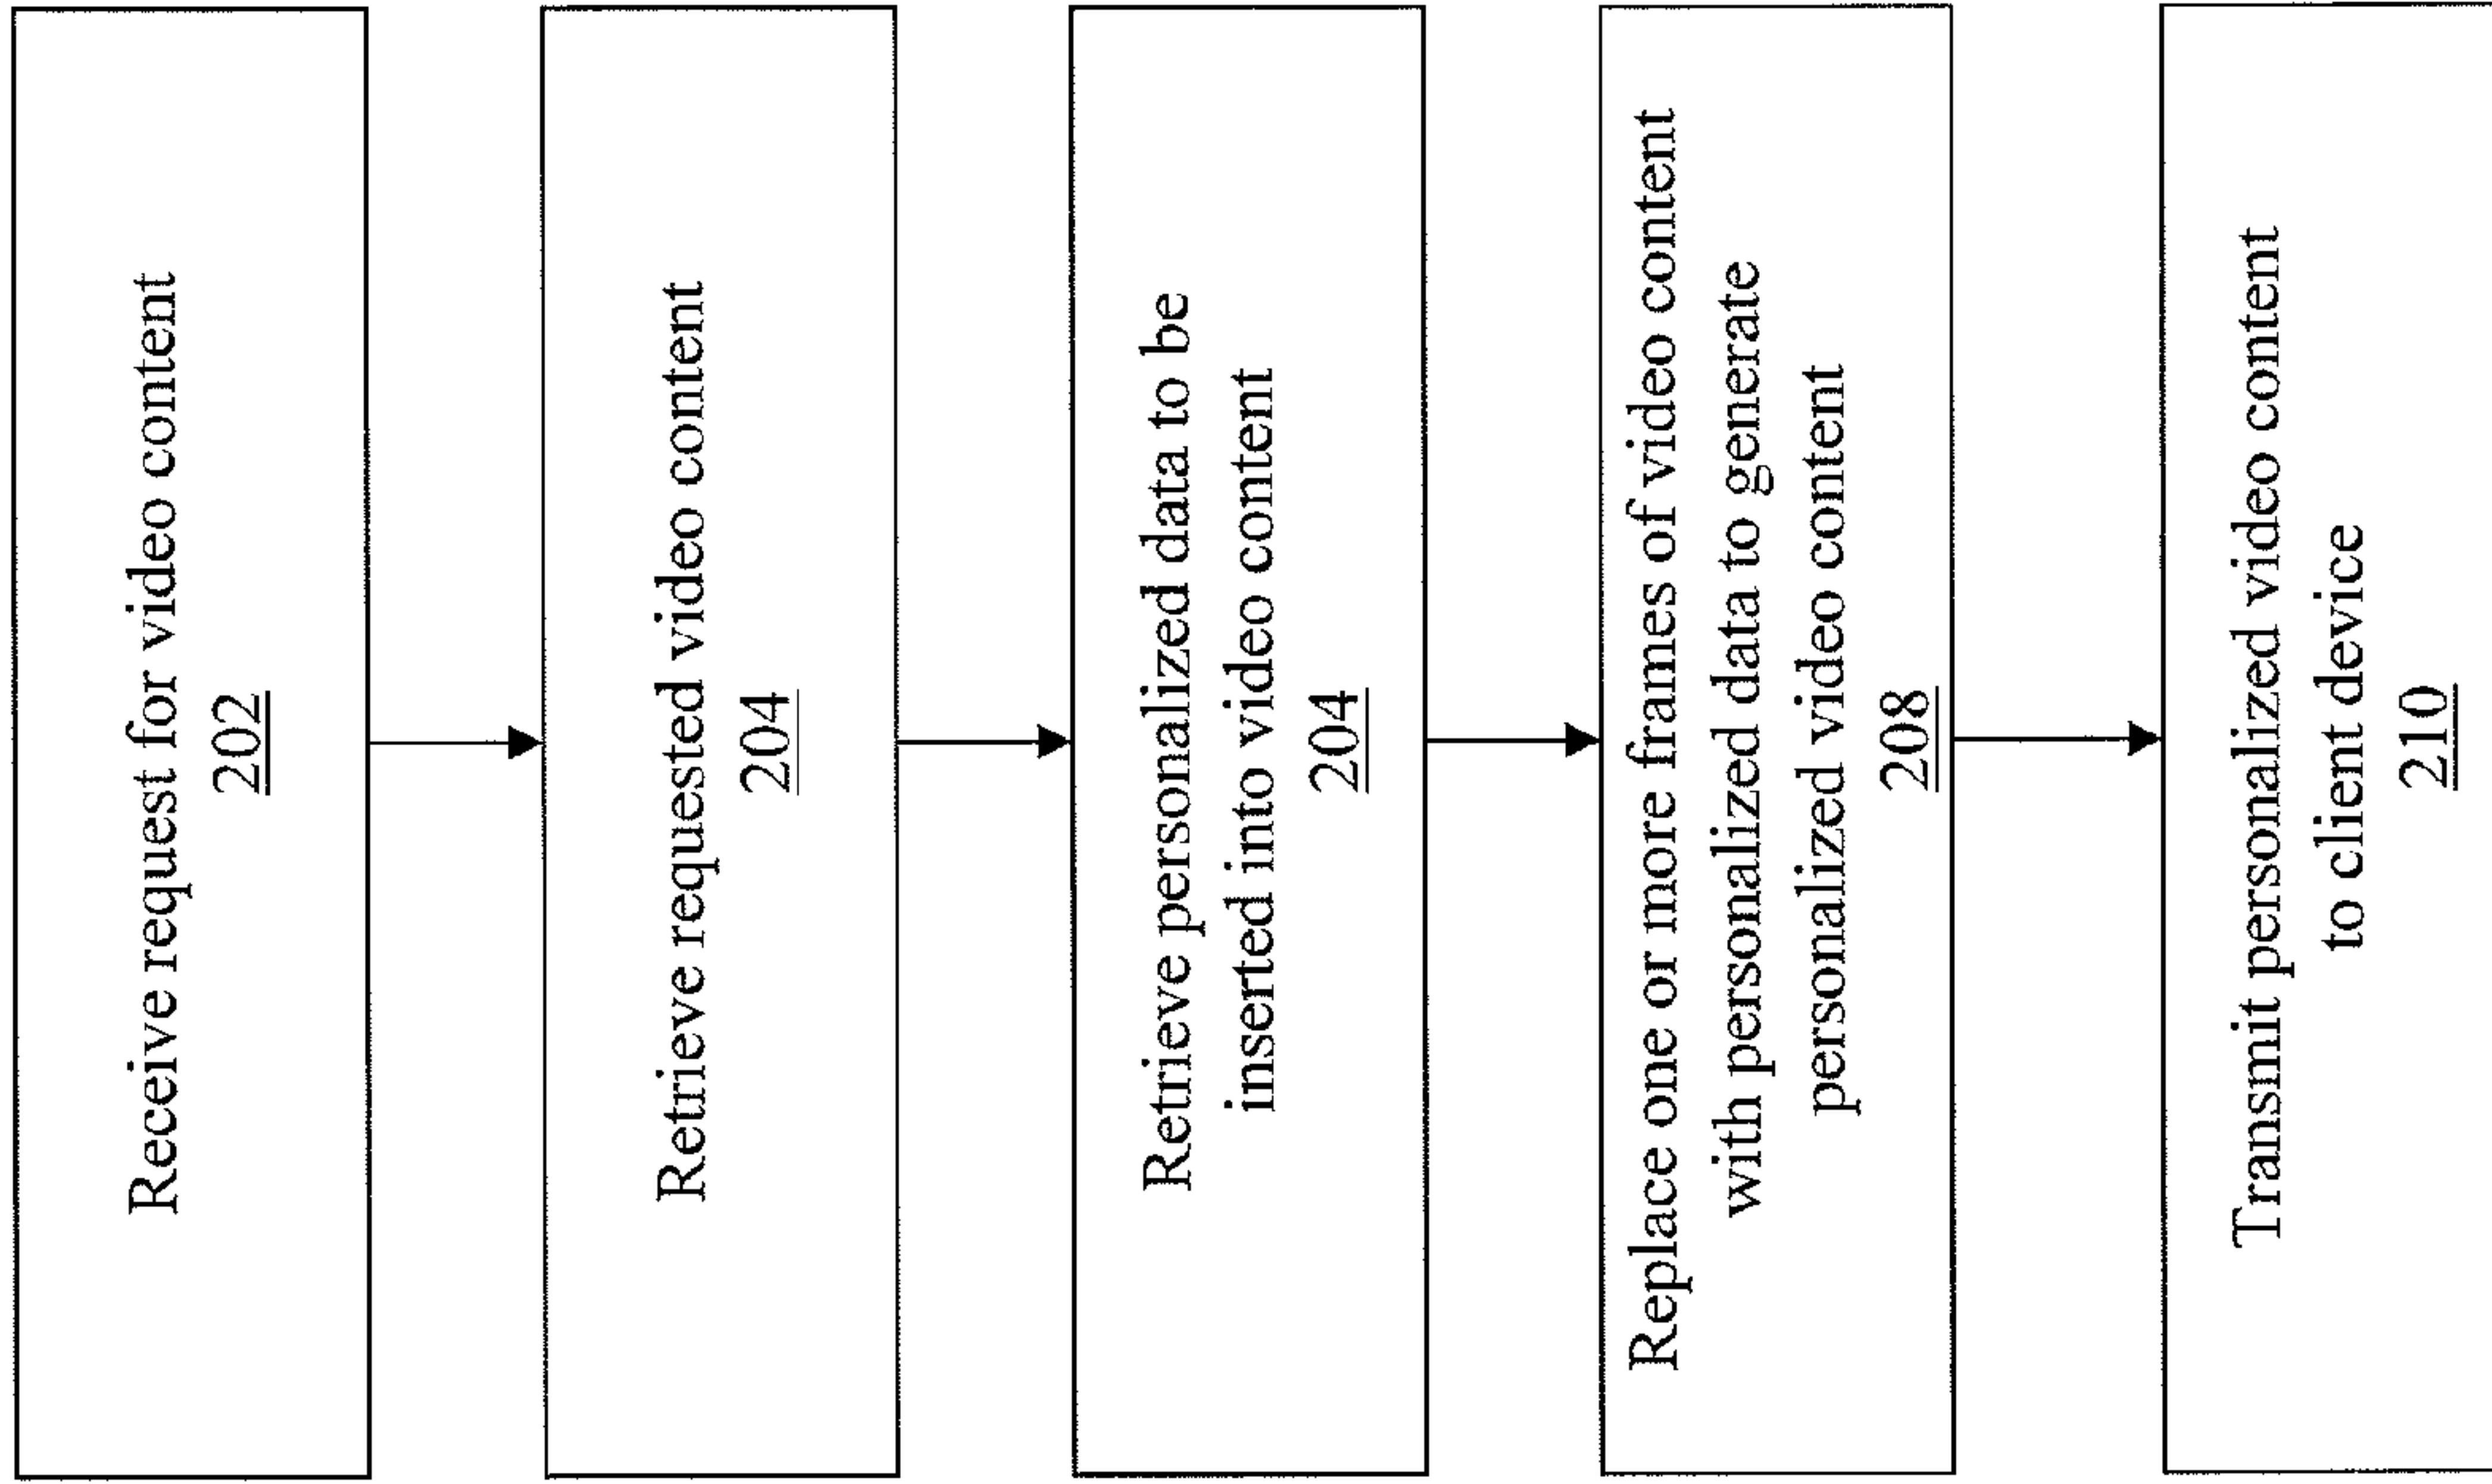 Receive request for video content
202
Retrieve requested video content
204
Retrieve personalized data to be
inserted into video content
204
Replace one or more frames of video content
with personalized data to generate
personalized video content
208
Transmit personalized video content
to client device
210